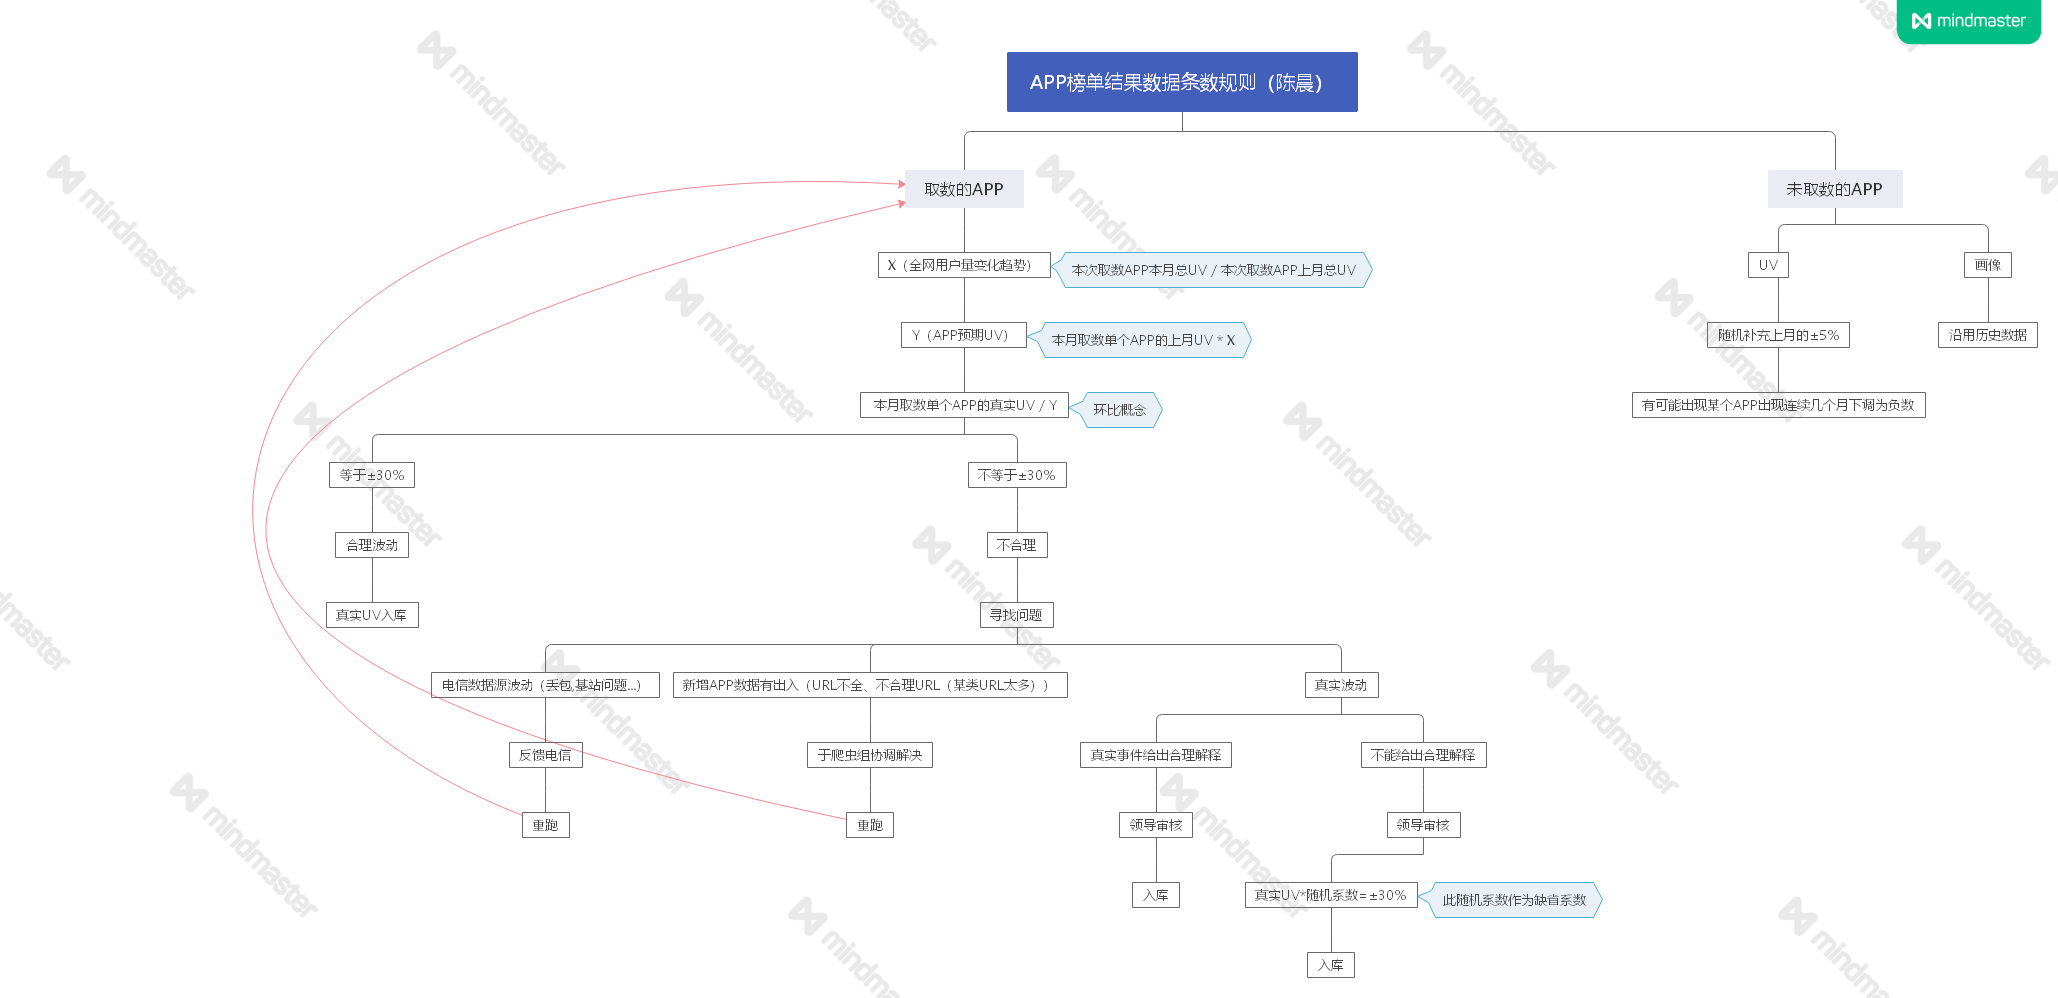 mindmaster
APP榜单结果数据条数规则（陈晨）
取数的APP
未取数的APP
X（全网用户量变化趋势）
本次取数APP本月总UV / 本次取数APP上月总UV
UV
画像
Y（APP预期UV）
本月取数单个APP的上月UV * X
随机补充上月的±5%
沿用历史数据
本月取数单个APP的真实UV / Y
环比概念
有可能出现某个APP出现连续几个月下调为负数
等于±30%
不等于±30%
合理波动
不合理
真实UV入库
寻找问题
电信数据源波动（丢包,基站问题...）
新增APP数据有出入（URL不全、不合理URL（某类URL太多））
真实波动
反馈电信
于爬虫组协调解决
真实事件给出合理解释
不能给出合理解释
重跑
重跑
领导审核
领导审核
入库
真实UV*随机系数=±30%
此随机系数作为缺省系数
入库